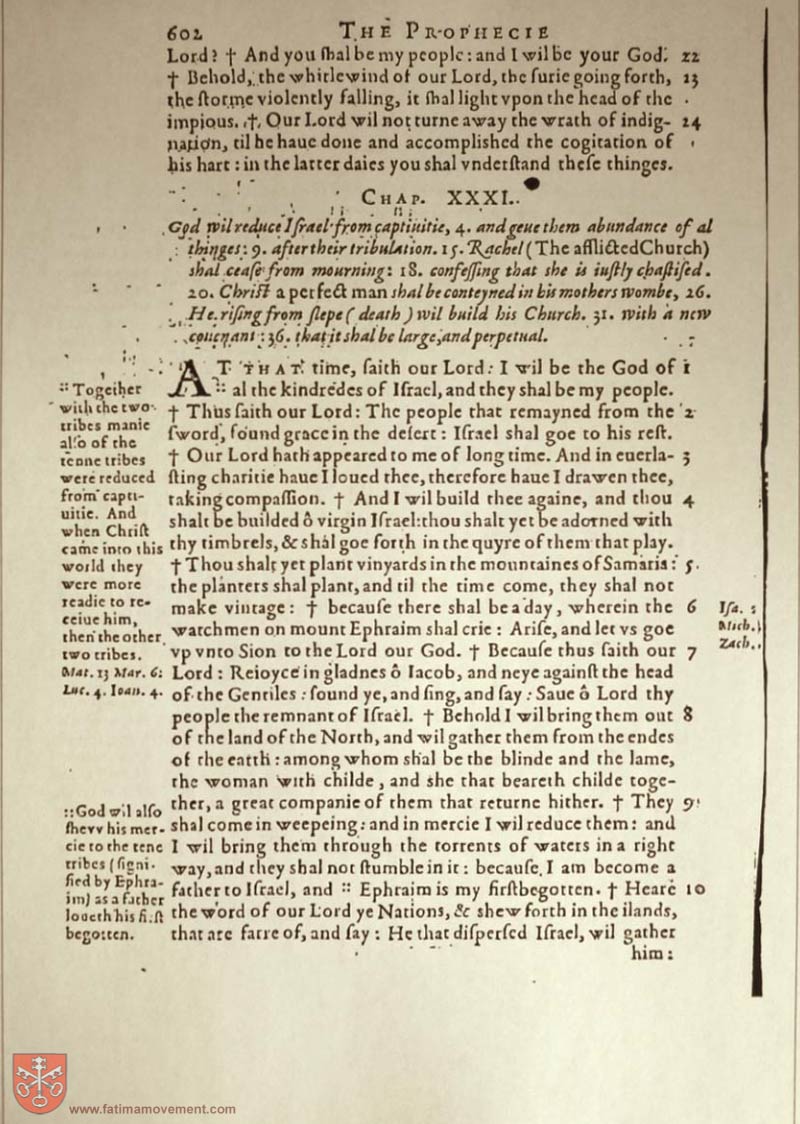 602 THE PROPHECIE
Lord? † And you ſhal be my people: and I wil be your God. 22
† Behold, the whirlewind of our Lord, the furie going forth, 23
the ſtorme violently falling, it ſhal light vpon the head of the
impious. † Our Lord wil not turne away the wrath of indig- 24
nation, til he haue done and accomplished the cogitation of
his hart: in the latter daies you shal vnderſtand theſe thinges.
CHAP. XXXI.
God wil reduce Iſrael from captiuitie, 4. and geue them abundance of al
thinges: 9. after their tribulation. 15. Rachel (The afflicted Church)
shal ceaſe from mourning: 18. confeſſing that she is iuſtly chaſtiſed.
20. Chriſt a perfect man shal be conteyned in his mothers wombe, 26.
He riſing from ſlepe (death) wil build his Church. 31. with a new
couenant: 36. that it shal be large, and perpetual.
AT THAT time, ſaith our Lord: I wil be the God of 1
:: al the kindredes of Iſrael, and they shal be my people.
† Thus ſaith our Lord: The people that remayned from the 2
ſword, found grace in the deſert: Iſrael shal goe to his reſt.
† Our Lord hath appeared to me of long time. And in euerla- 3
ſting charitie haue I loued thee, therefore haue I drawen thee,
taking compaſſion. † And I wil build thee againe, and thou 4
shalt be builded ô virgin Iſrael: thou shalt yet be adorned with
thy timbrels, & shal goe forth in the quyre of them that play.
† Thou shalt yet plant vinyards in the mountaines of Samaria: 5.
the planters shal plant, and til the time come, they shal not
make vintage: † becauſe there shal be a day, wherein the 6
watchmen on mount Ephraim shal crie: Ariſe, and let vs goe
vp vnto Sion to the Lord our God. † Becauſe thus ſaith our 7
Lord: Reioyce in gladnes ô Iacob, and neye againſt the head
of the Gentiles: ſound ye, and ſing, and ſay: Saue ô Lord thy
people the remnant of Iſrael. † Behold I wil bring them out 8
of the land of the North, and wil gather them from the endes
of the earth: among whom shal be the blinde and the lame,
the woman with childe, and she that beareth childe toge-
ther, a great companie of them that returne hither. † They 9
shal come in weepeing: and in mercie I wil reduce them: and
I wil bring them through the torrents of waters in a right
way, and they shal not ſtumble in it: becauſe I am become a
father to Iſrael, and :: Ephraim is my firſtbegotten. † Heare 10
the word of our Lord ye Nations, & shew forth in the ilands,
that are farre of, and ſay: He that diſperſed Iſrael, wil gather
him:
:: Together
with the two
tribes manie
alſo of the
tenne tribes
were reduced
from capti-
uitie. And
when Chriſt
came into this
world they
were more
readie to re-
ceiue him,
then the other
two tribes.
Mat. 13 Mar. 6:
Luc. 4. Ioan. 4.
:: God wil alſo
ſhevv his mer-
cie to the tene
tribes (ſigni-
fied by Ephra-
im) as a father
loueth his firſt
begotten.
Iſa. 2
Mich.
Zach.
www.fatimamovement.com